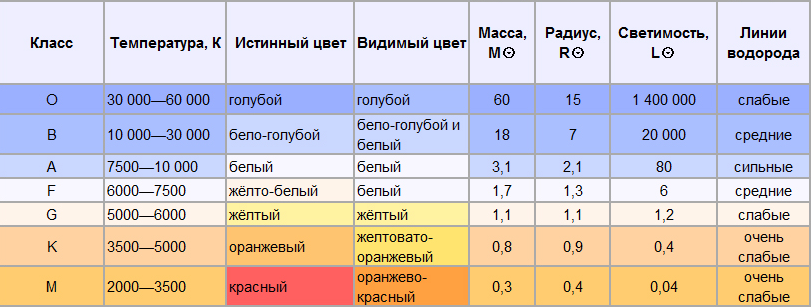 Класс Температура, К Истинный цвет Видимый цвет Масса, M☉ Радиус, R☉ Светимость, L☉ Линии водорода
O 30 000—60 000 голубой голубой 60 15 1 400 000 слабые
B 10 000—30 000 бело-голубой бело-голубой и белый 18 7 20 000 средние
A 7500—10 000 белый белый 3,1 2,1 80 сильные
F 6000—7500 жёлто-белый белый 1,7 1,3 6 средние
G 5000—6000 жёлтый жёлтый 1,1 1,1 1,2 слабые
K 3500—5000 оранжевый желтовато-оранжевый 0,8 0,9 0,4 очень слабые
M 2000—3500 красный оранжево-красный 0,3 0,4 0,04 очень слабые